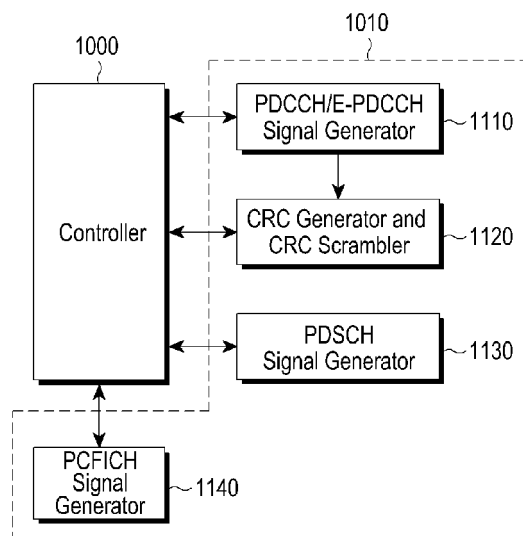 1000
1010
PDCCH/E-PDCCH
Signal Generator
1110
Controller
CRC Generator and
CRC Scrambler
1120
PDSCH
Signal Generator
1130
PCFICH
Signal
Generator
1140